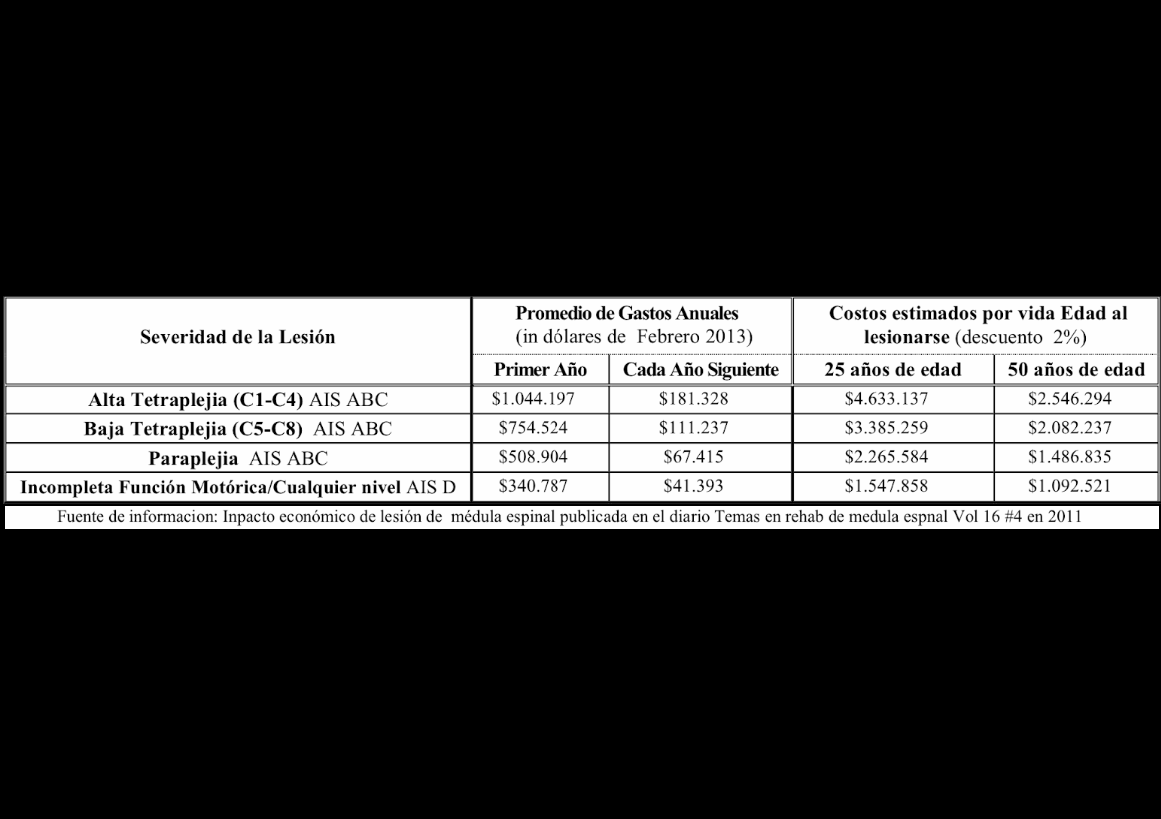 Severidad de la Lesión
Promedio de Gastos Anuales
(in dólares de Febrero 2013)
Costos estimados por vida Edad al
lesionarse (descuento 2%)
Primer Año Cada Año Siguiente 25 años de edad 50 años de edad
Alta Tetraplejia (C1-C4) AIS ABC $1.044.197 $181.328 $4.633.137 $2.546.294
Baja Tetraplejia (C5-C8) AIS ABC $754.524 $111.237 $3.385.259 $2.082.237
Paraplejia AIS ABC $508.904 $67.415 $2.265.584 $1.486.835
Incompleta Función Motórica/Cualquier nivel AIS D $340.787 $41.393 $1.547.858 $1.092.521
Fuente de informacion: Inpacto económico de lesión de médula espinal publicada en el diario Temas en rehab de medula espnal Vol 16 #4 en 2011